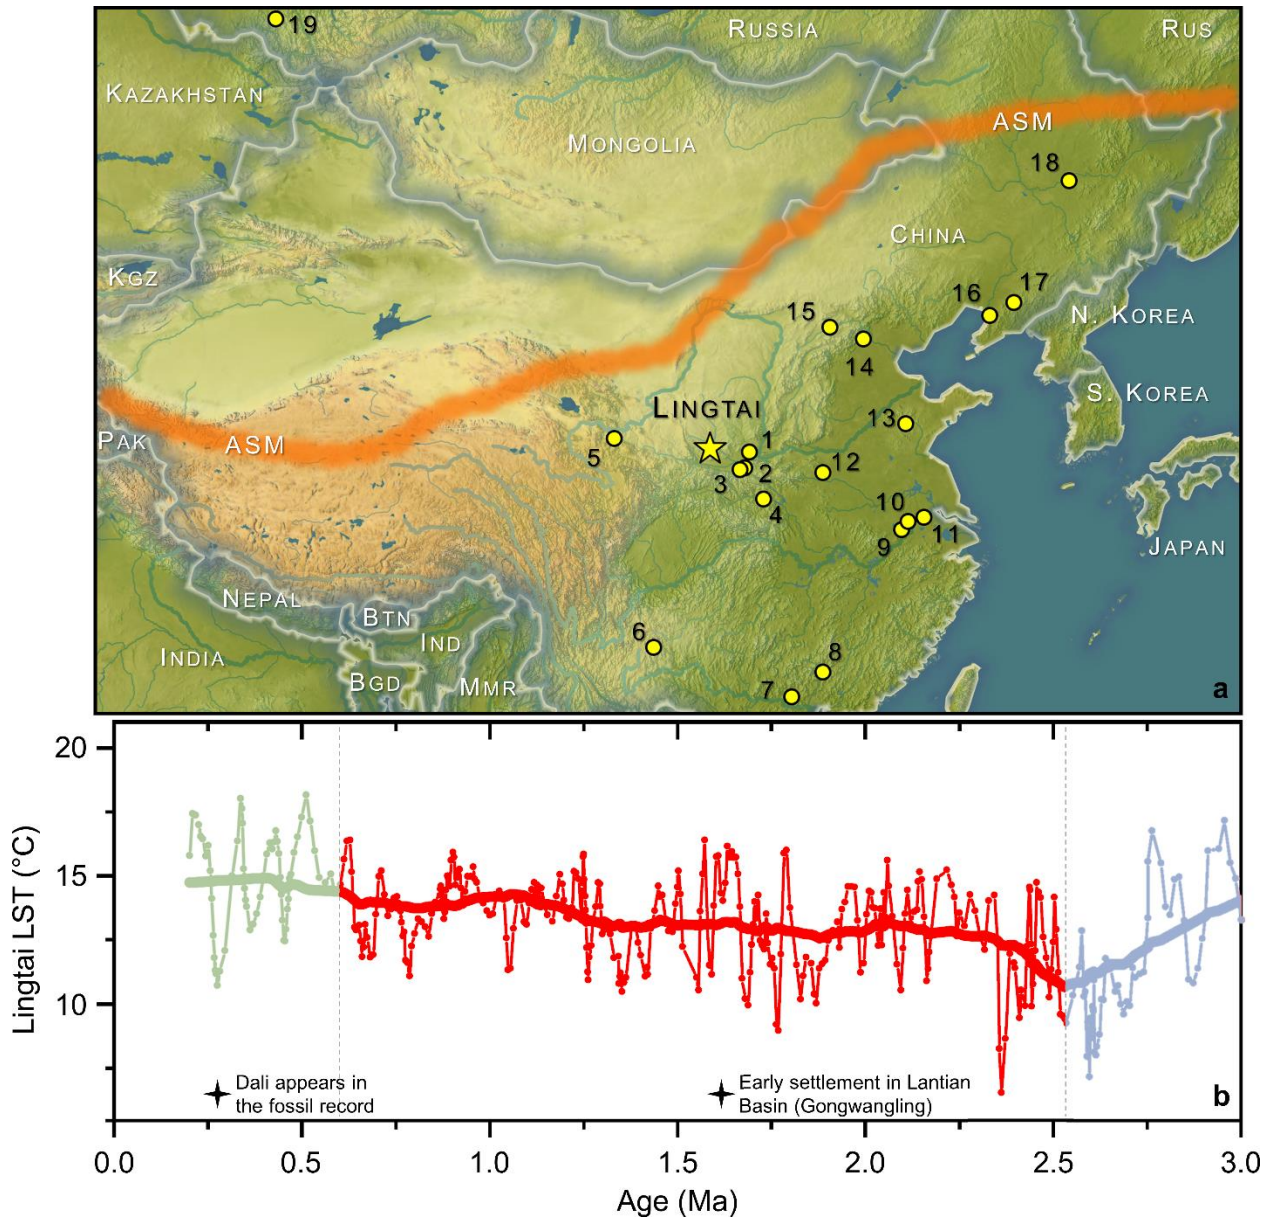 19
RUSSIA
RUS
KAZAKHSTAN
MONGOLIA
ASM
18
CHINA
KGZ
16
17
15
N. KOREA
14
S. KOREA
LINGTAI
13
PAK
ASM
1
5
12
2
3
10
4
11
9
JAPAN
NEPAL
BTN
6
IND
INDIA
8
BGD
MMR
7
a
20
15
10
Lingtai LST (°C)
Dali appears in
the fossil record
Early settlement in Lantian
Basin (Gongwangling)
b
0.0 0.5 1.0 1.5 2.0 2.5 3.0
Age (Ma)